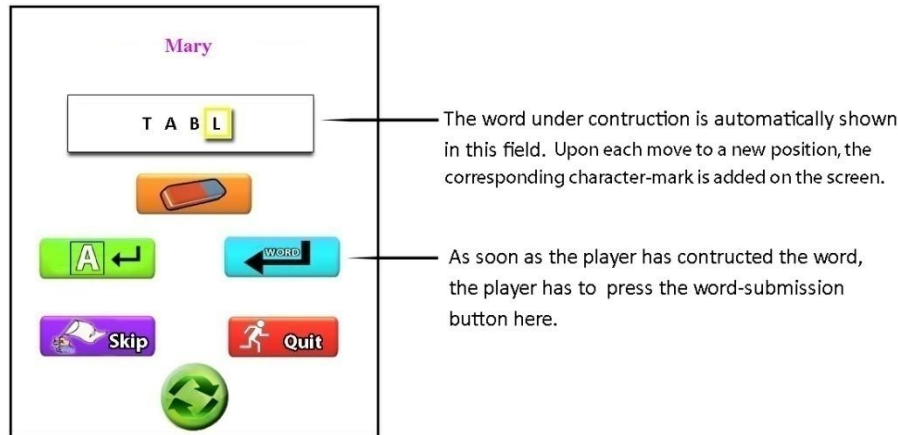 Mary
T A B L
The word under contruction is automatically shown
in this field. Upon each move to a new position, the
corresponding character-mark is added on the screen.
A
WORD
As soon as the player has contructed the word,
the player has to press the word-submission
button here.
Skip
Quit